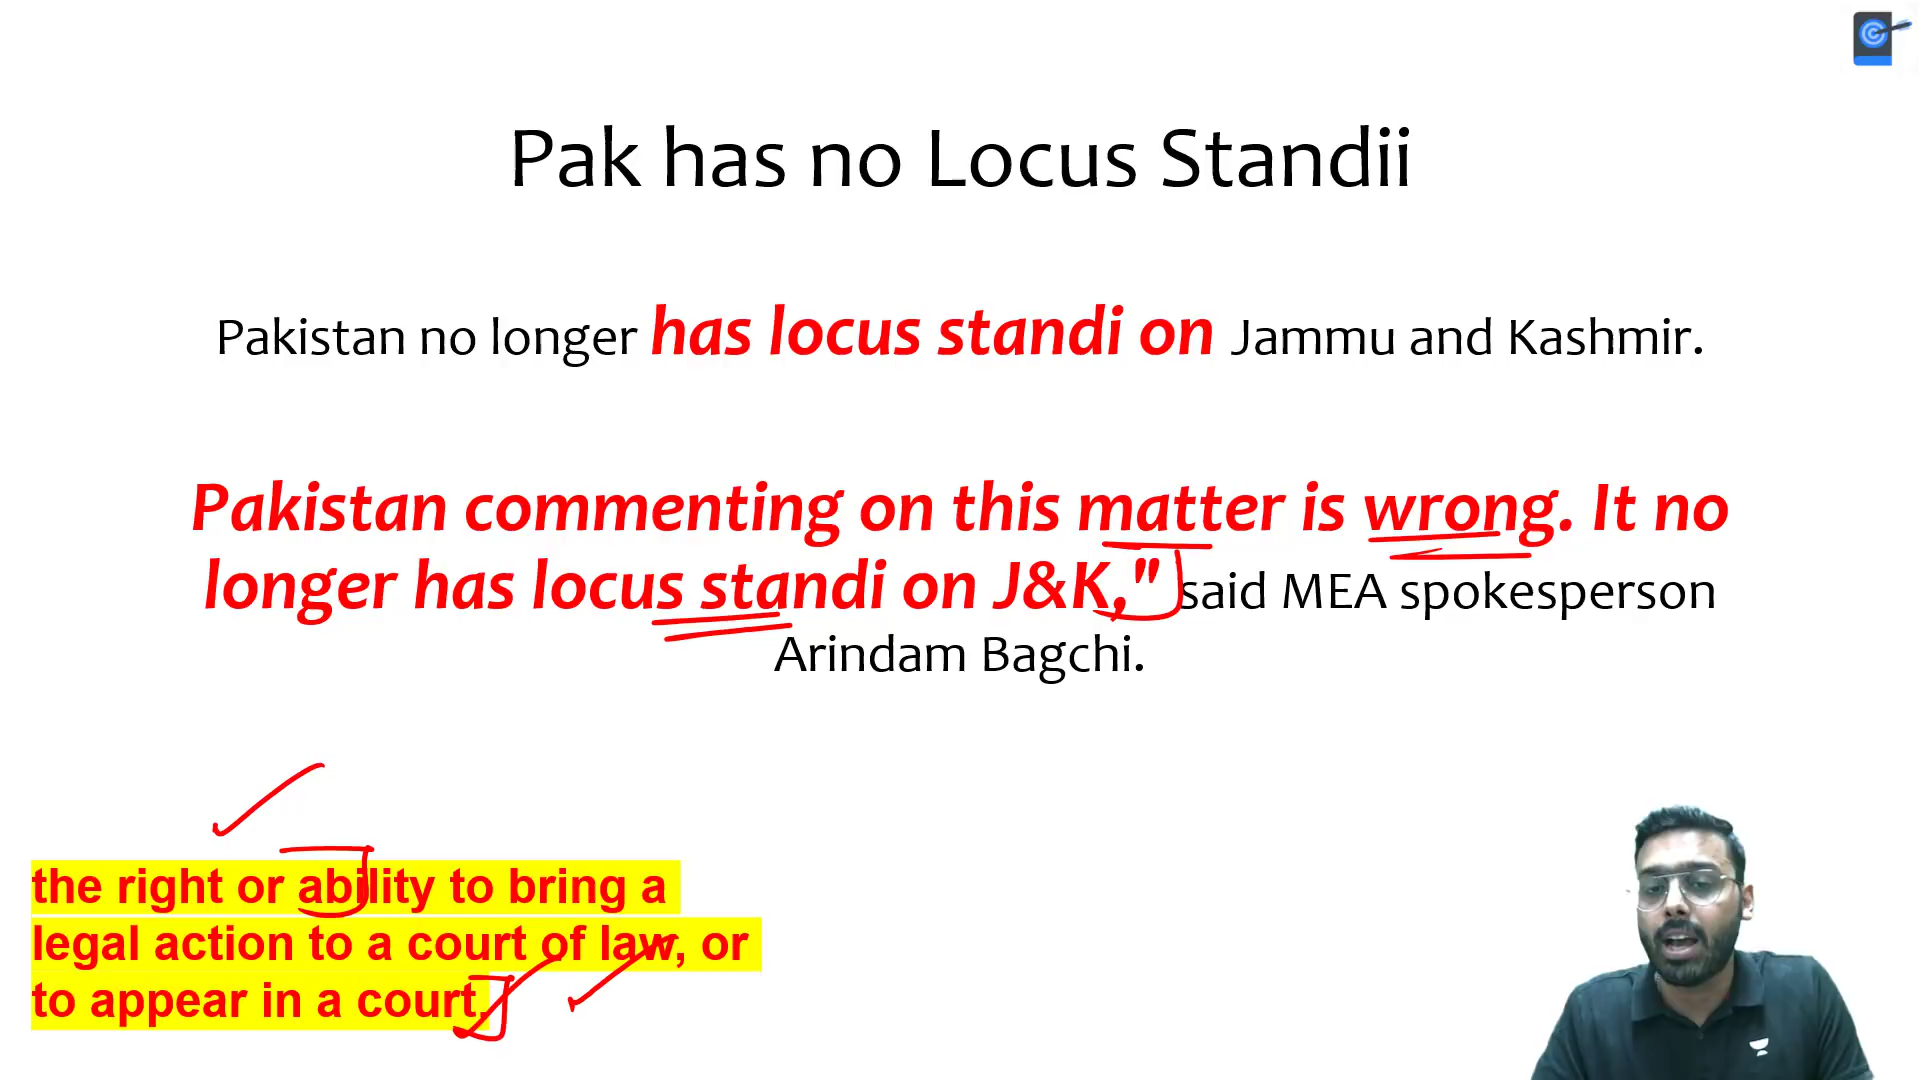 Pak has no Locus Standii
Pakistan no longer has locus standi on Jammu and Kashmir.
Pakistan commenting on this matter is wrong. It no
longer has locus standi on J&K," said MEA spokesperson
Arindam Bagchi.
the right or ability to bring a
legal action to a court of law, or
to appear in a court.